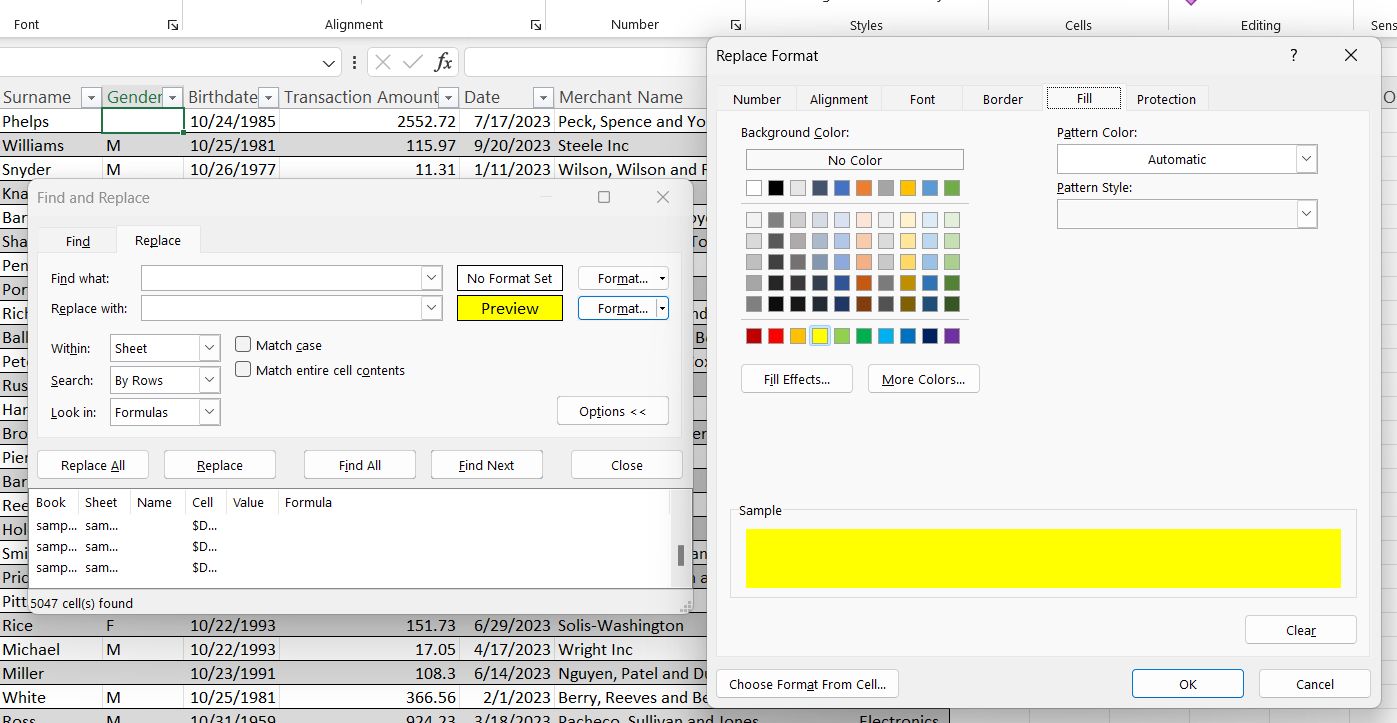 Font Alignment Number Styles Cells Editing Sens
fx
Surname Gender Birthdate Transaction Amount Date Merchant Name O
Phelps 10/24/1985 2552.72 7/17/2023 Peck, Spence and Yo
Williams M 10/25/1981 115.97 9/20/2023 Steele Inc
Snyder M 10/26/1977 11.31 1/11/2023 Wilson, Wilson and F
Kna
Bar
Sha
Pen
Por
Rich
Ball
Pete
Rus
Har
Bro
Pier
Bar
Ree
Hol
Smi
Pric
Pitt
Rice F 10/22/1993 151.73 6/29/2023 Solis-Washington
Michael M 10/22/1993 17.05 4/17/2023 Wright Inc
Miller 10/23/1991 108.3 6/14/2023 Nguyen, Patel and Du
White M 10/25/1981 366.56 2/1/2023 Berry, Reeves and Be
Ross M 10/31/1959 924.23 3/18/2023 Pacheco, Sullivan and Jones Electronics
Find and Replace
Find Replace
Find what: No Format Set Format...
Replace with: Preview Format...
Within: Sheet Match case
Search: By Rows Match entire cell contents
Look in: Formulas Options <<
Replace All Replace Find All Find Next Close
Book Sheet Name Cell Value Formula
samp... sam... $D...
samp... sam... $D...
samp... sam... $D...
5047 cell(s) found
Replace Format ?
Number Alignment Font Border Fill Protection
Background Color: Pattern Color:
No Color Automatic
Pattern Style:
Fill Effects... More Colors...
Sample
Clear
Choose Format From Cell... OK Cancel